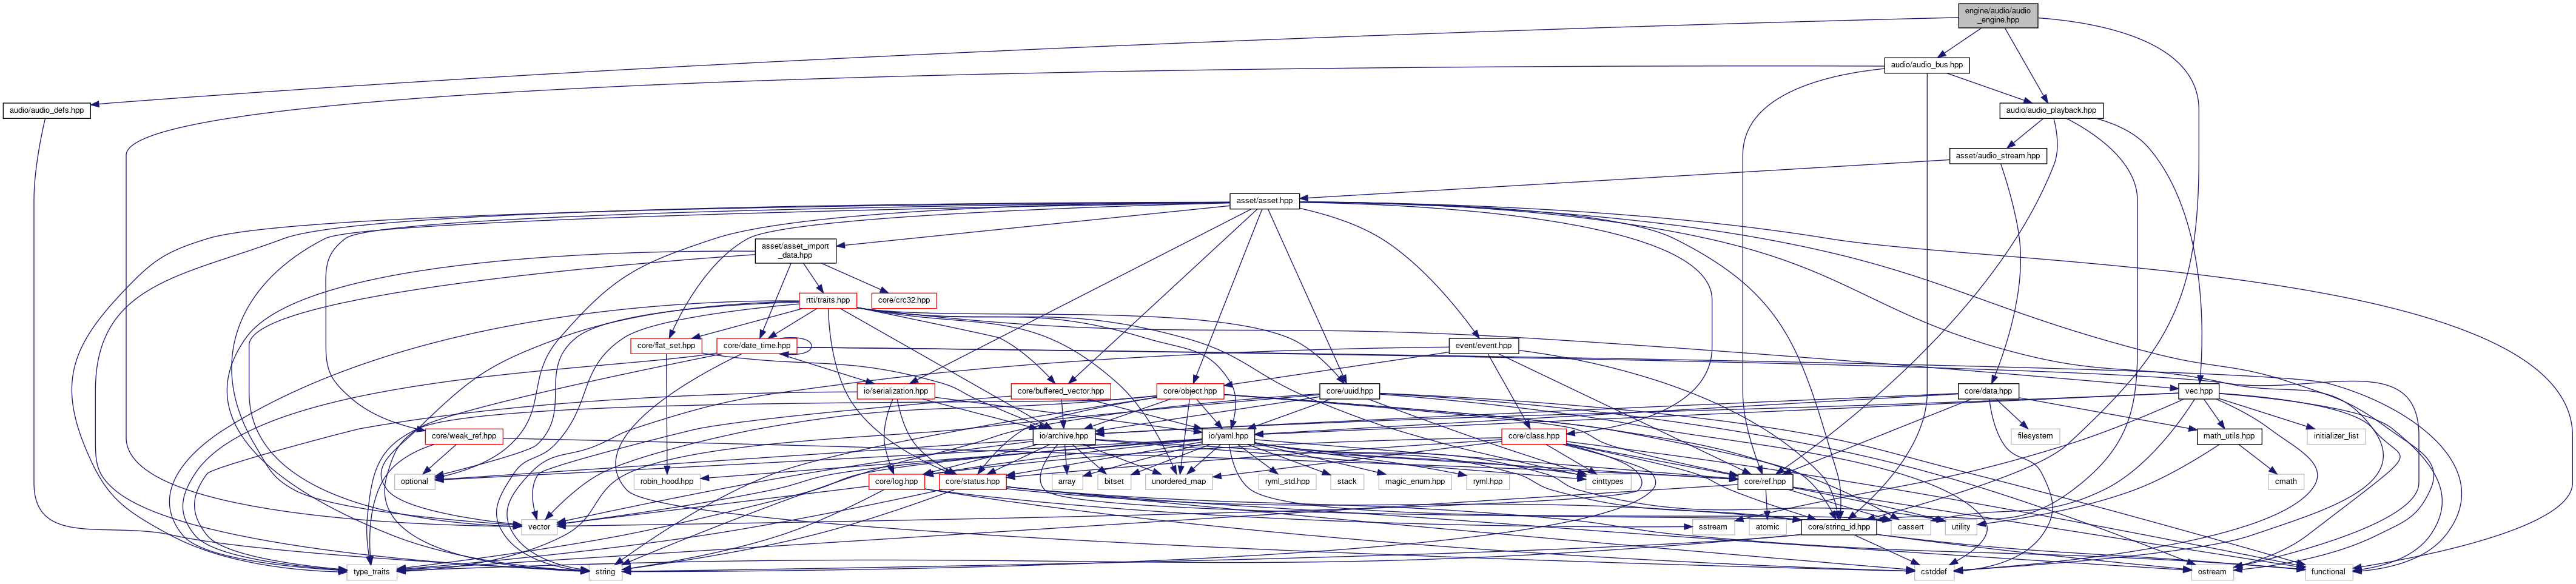 engine/audio/audio
_engine.hpp
audio/audio_bus.hpp
audio/audio_defs.hpp
audio/audio_playback.hpp
asset/audio_stream.hpp
asset/asset.hpp
asset/asset_import
_data.hpp
rtti/traits.hpp
core/crc32.hpp
core/flat_set.hpp
core/date_time.hpp
event/event.hpp
io/serialization.hpp
core/buffered_vector.hpp
core/object.hpp
core/uuid.hpp
core/data.hpp
vec.hpp
core/weak_ref.hpp
io/archive.hpp
io/yaml.hpp
core/class.hpp
filesystem
math_utils.hpp
initializer_list
optional
robin_hood.hpp
core/log.hpp
core/status.hpp
array
bitset
unordered_map
ryml_std.hpp
stack
magic_enum.hpp
ryml.hpp
cinttypes
core/ref.hpp
cmath
vector
sstream
atomic
core/string_id.hpp
cassert
utility
type_traits
string
cstddef
ostream
functional